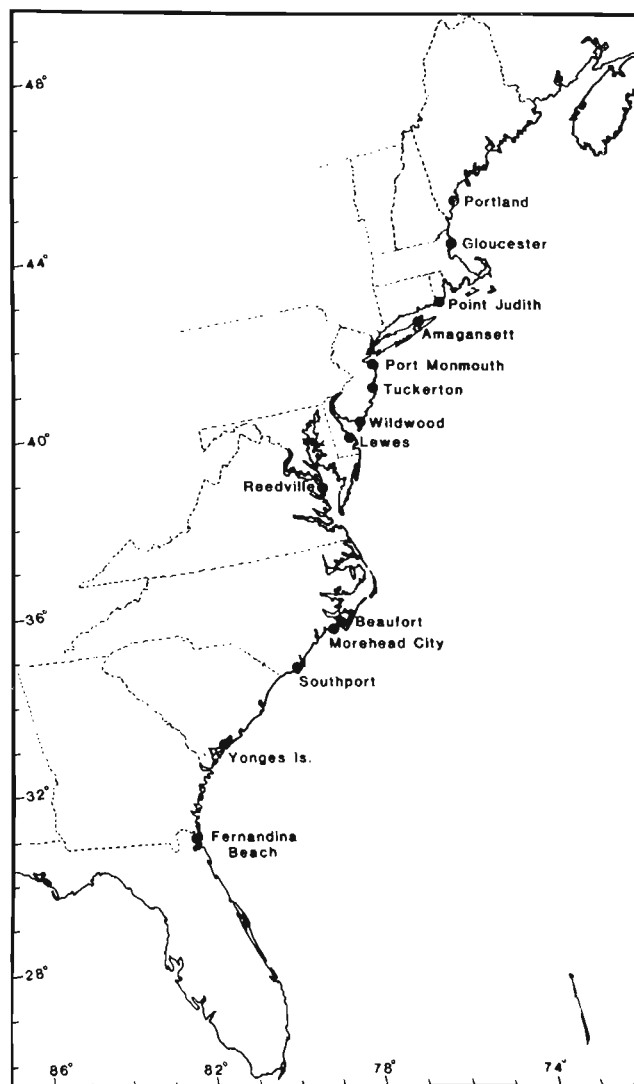 48°
Portland
Gloucester
44°
Point Judith
Amagansett
Port Monmouth
Tuckerton
Wildwood
40°
Lewes
Reedville
36°
Beaufort
Morehead City
Southport
Yonges Is.
32°
Fernandina
Beach
28°
86° 82° 78° 74°